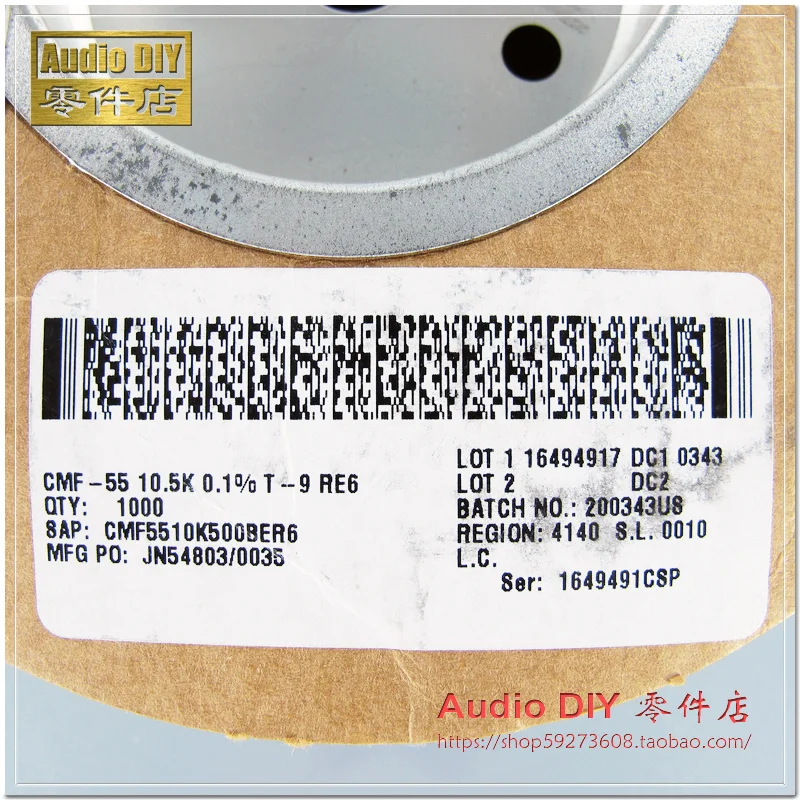 Audio DIY
零件店
CMF-55 10.5K 0.1% T-9 RE6
QTY: 1000
SAP: CMF5510K500BER6
MFG PO: JN54803/0035
LOT 1 16494917 DC1 0343
LOT 2 DC2
BATCH NO.: 200343US
REGION: 4140 S.L. 0010
L.C.
Ser: 1649491CSP
Audio DIY 零件店
https://shop59273608.taobao.com/